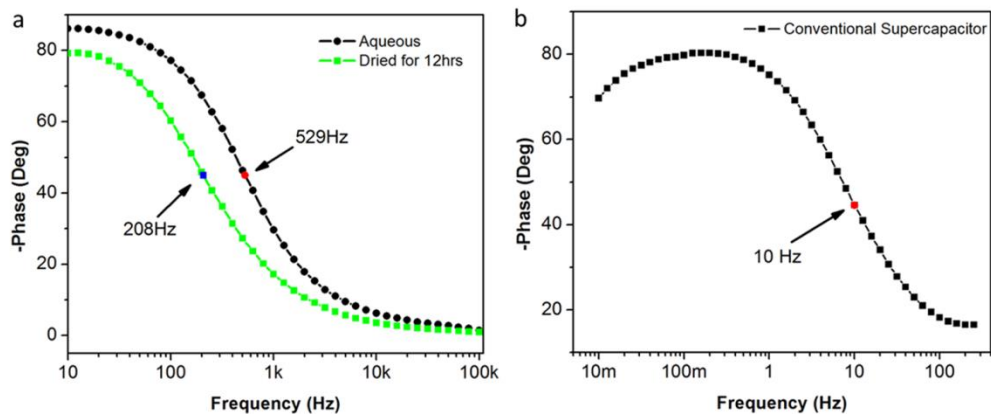 a
Aqueous
Dried for 12hrs
529Hz
208Hz
-Phase (Deg)
80
60
40
20
0
10 100 1k 10k 100k
Frequency (Hz)
b
Conventional Supercapacitor
10 Hz
-Phase (Deg)
80
60
40
20
10m 100m 1 10 100
Frequency (Hz)